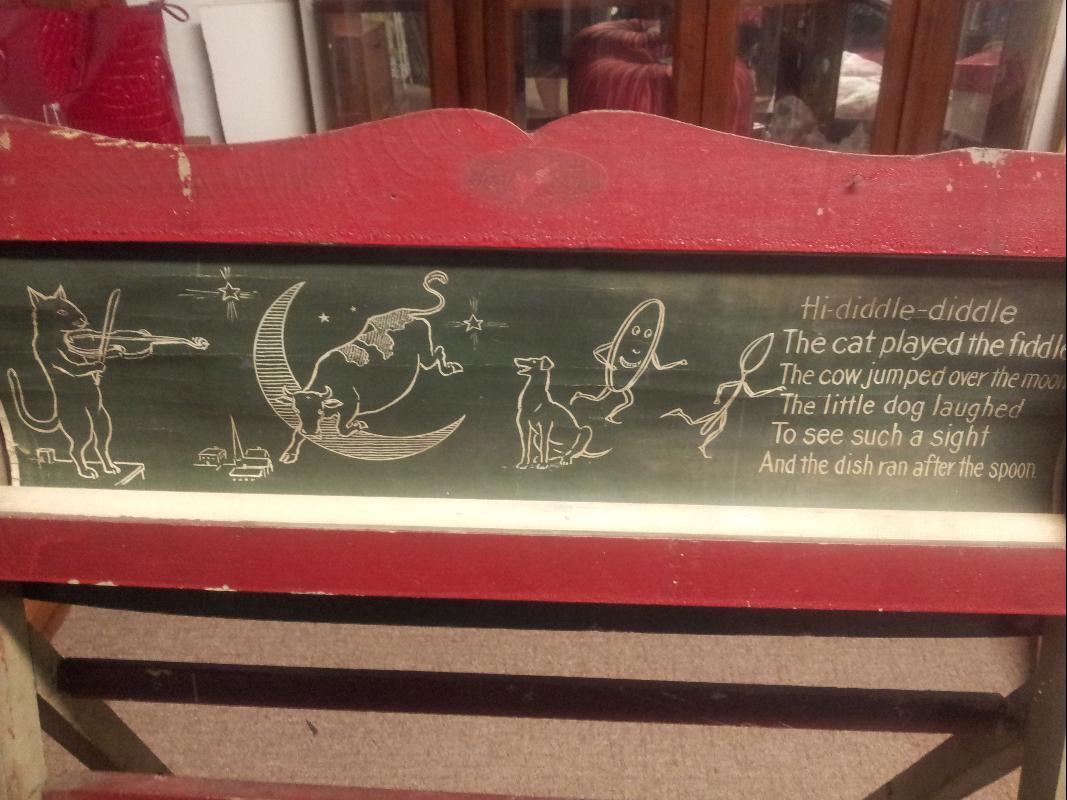 Hi-diddle-diddle
The cat played the fiddle
The cow jumped over the moon
The little dog laughed
To see such a sight
And the dish ran after the spoon